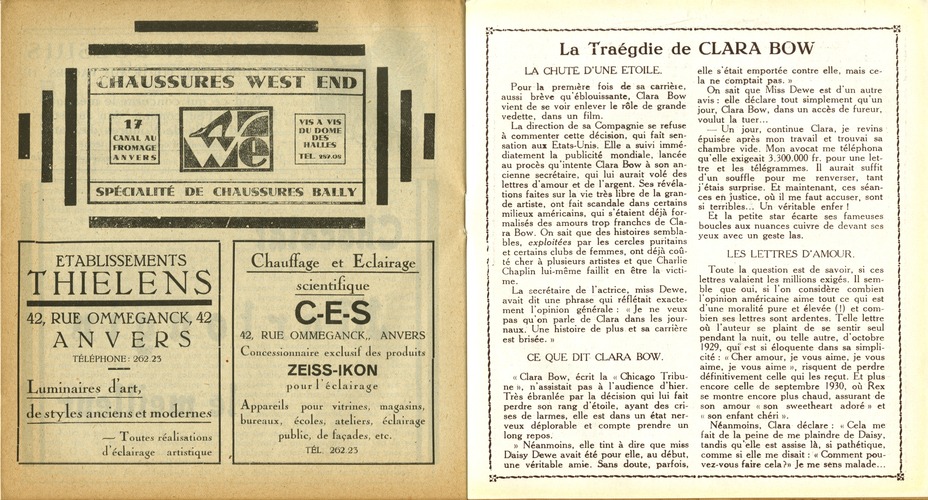 CHAUSSURES WEST END
17
CANAL AU
FROMAGE
ANVERS
We
VIS A VIS
DU DOME
DES
HALLES
TEL. 257.08
SPÉCIALITÉ DE CHAUSSURES BALLY
ETABLISSEMENTS
THIELENS
42, RUE OMMEGANCK, 42
ANVERS
TÉLÉPHONE: 262 23
Luminaires d'art,
de styles anciens et modernes
— Toutes réalisations
d'éclairage artistique
Chauffage et Eclairage
scientifique
C-E-S
42, RUE OMMEGANCK,, ANVERS
Concessionnaire exclusif des produits
ZEISS-IKON
pour l'éclairage
Appareils pour vitrines, magasins,
bureaux, écoles, ateliers, éclairage
public, de façades, etc.
TÉL. 262.23
La Traégdie de CLARA BOW
LA CHUTE D'UNE ETOILE.
Pour la première fois de sa carrière,
aussi brève qu'éblouissante, Clara Bow
vient de se voir enlever le rôle de grande
vedette, dans un film.
La direction de sa Compagnie se refuse
à commenter cette décision, qui fait sen-
sation aux Etats-Unis. Elle a suivi immé-
diatement la publicité mondiale, lancée
au procès qu'intente Clara Bow à son an-
cienne secrétaire, qui lui aurait volé des
lettres d'amour et de l'argent. Ses révéla-
tions faites sur la vie très libre de la gran-
de artiste, ont fait scandale dans certains
milieux américains, qui s'étaient déjà for-
malisés des amours trop franches de Cla-
ra Bow. On sait que des histoires sembla-
bles, exploitées par les cercles puritains
et certains clubs de femmes, ont déjà coû-
té cher à plusieurs artistes et que Charlie
Chaplin lui-même faillit en être la victi-
me.
La secrétaire de l'actrice, miss Dewe,
avait dit une phrase qui réflétait exacte-
ment l'opinion générale : « Je ne veux
pas qu'on parle de Clara dans les jour-
naux. Une histoire de plus et sa carrière
est brisée. »
CE QUE DIT CLARA BOW.
« Clara Bow, écrit la « Chicago Tribu-
ne », n'assistait pas à l'audience d'hier.
Très ébranlée par la décision qui lui fait
perdre son rang d'étoile, ayant des cri-
ses de larmes, elle est dans un état ner-
veux déplorable et compte prendre un
long repos.
» Néanmoins, elle tint à dire que miss
Daisy Dewe avait été pour elle, au début,
une véritable amie. Sans doute, parfois,
elle s'était emportée contre elle, mais ce-
la ne comptait pas. »
On sait que Miss Dewe est d'un autre
avis : elle déclare tout simplement qu'un
jour, Clara Bow, dans un accès de fureur,
voulut la tuer...
— Un jour, continue Clara, je revins
épuisée après mon travail et trouvai sa
chambre vide. Mon avocat me téléphona
qu'elle exigeait 3.300.000 fr. pour une let-
tre et les télégrammes. Il aurait suffit
d'un souffle pour me renverser, tant
j'étais surprise. Et maintenant, ces séan-
ces en justice, où il me faut accuser, sont
si terribles... Un véritable enfer !
Et la petite star écarte ses fameuses
boucles aux nuances cuivre de devant ses
yeux avec un geste las.
LES LETTRES D'AMOUR.
Toute la question est de savoir, si ces
lettres valaient les millions exigés. Il sem-
ble que oui, si l'on considère combien
l'opinion américaine aime tout ce qui est
d'une moralité pure et élevée (!) et com-
bien ses lettres sont ardentes. Telle lettre
où l'auteur se plaint de se sentir seul
pendant la nuit, ou telle autre, d'octobre
1929, qui est si éloquente dans sa simpli-
cité : « Cher amour, je vous aime, je vous
aime, je vous aime », risquent de perdre
définitivement celle qui les reçut. Et plus
encore celle de septembre 1930, où Rex
se montre encore plus chaud, assurant de
son amour « son sweetheart adoré » et
« son enfant chéri ».
Néanmoins, Clara déclare : « Cela me
fait de la peine de me plaindre de Daisy,
tandis qu'elle est assise là, si pathétique,
comme si elle me disait : « Comment pou-
vez-vous faire cela?» Je me sens malade...